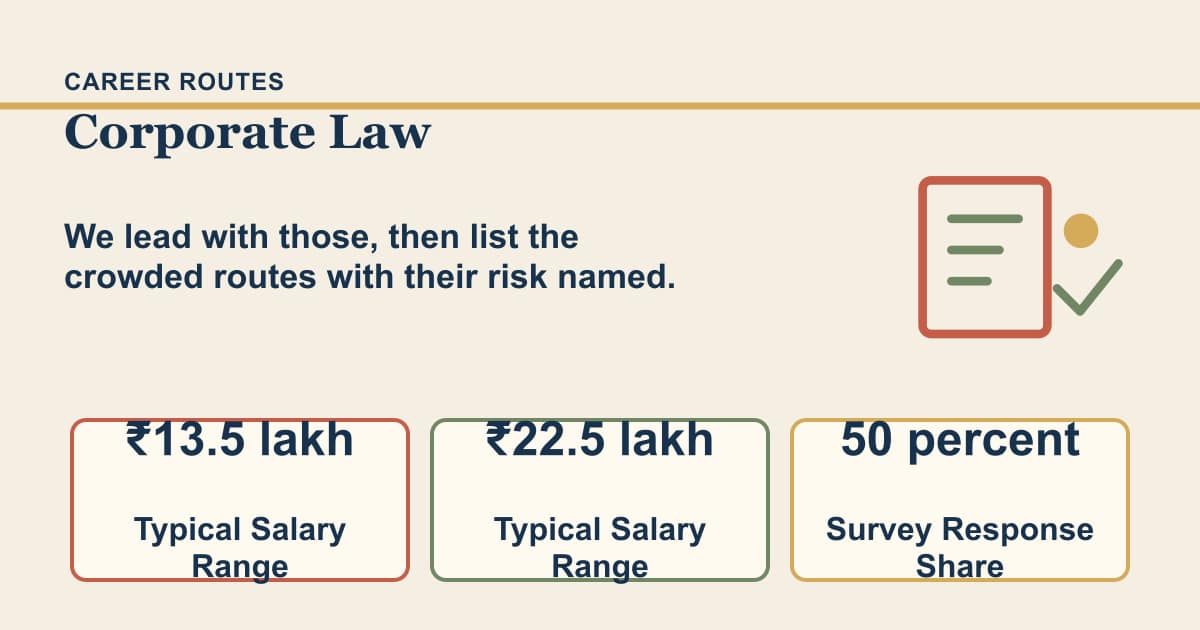 CAREER ROUTES
Corporate Law
We lead with those, then list the
crowded routes with their risk named.
₹13.5 lakh
Typical Salary
Range
₹22.5 lakh
Typical Salary
Range
50 percent
Survey Response
Share